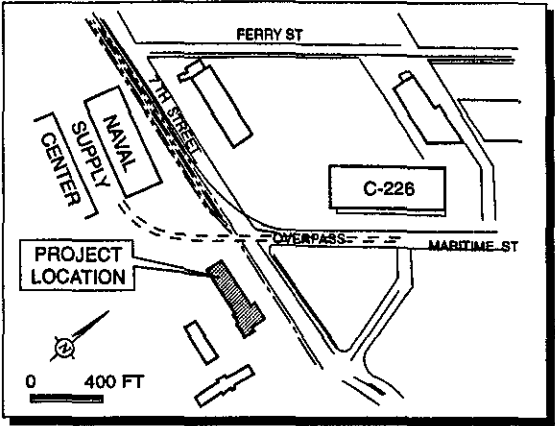 FERRY ST
7TH STREET
NAVAL
SUPPLY
CENTER
C-226
OVERPASS
MARITIME ST
PROJECT
LOCATION
N
0 400 FT